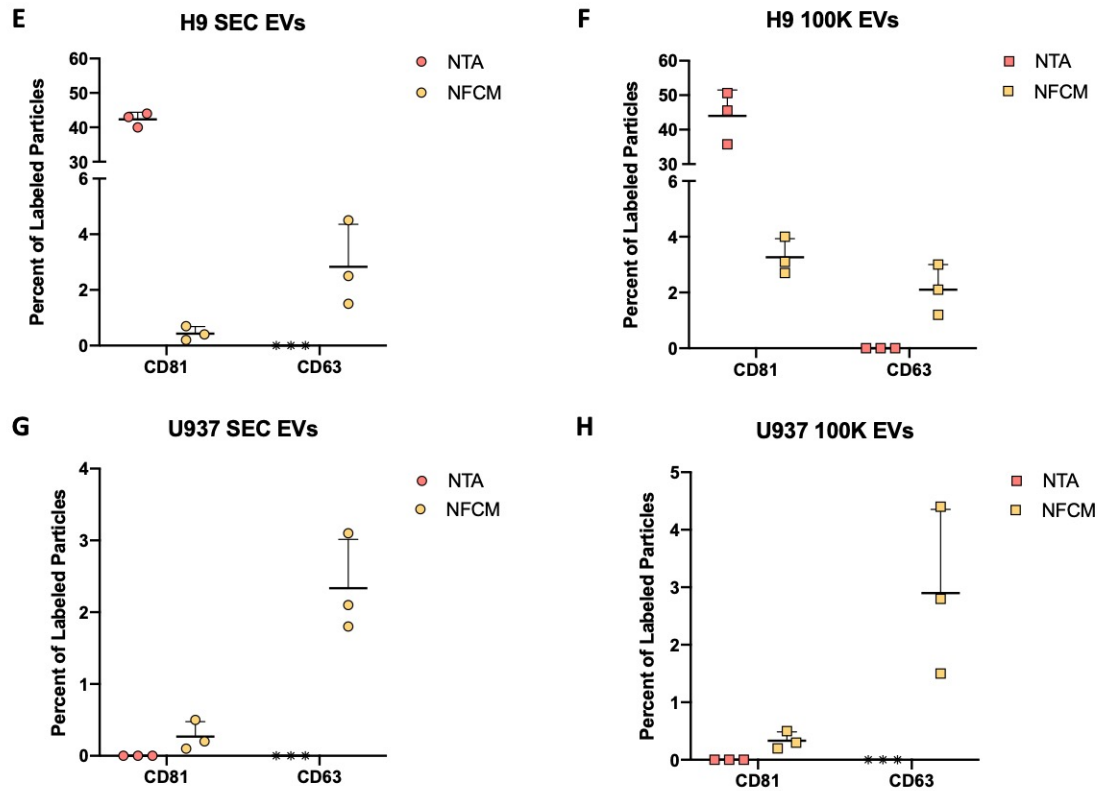 E
H9 SEC EVs
Percent of Labeled Particles
60
50
40
30
6
4
2
0
CD81
CD63
NTA
NFCM
F
H9 100K EVs
Percent of Labeled Particles
60
50
40
30
6
4
2
0
CD81
CD63
NTA
NFCM
G
U937 SEC EVs
Percent of Labeled Particles
4
3
2
1
0
CD81
CD63
NTA
NFCM
H
U937 100K EVs
Percent of Labeled Particles
5
4
3
2
1
0
CD81
CD63
NTA
NFCM